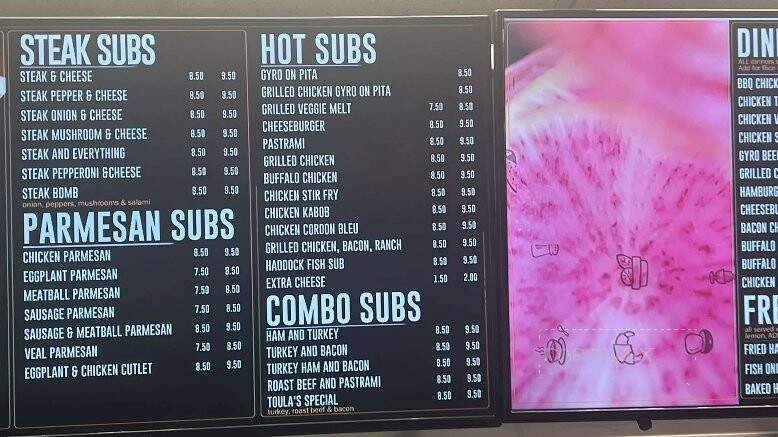 STEAK SUBS
STEAK & CHEESE 8.50 9.50
STEAK PEPPER & CHEESE 8.50 9.50
STEAK ONION & CHEESE 8.50 9.50
STEAK MUSHROOM & CHEESE 8.50 9.50
STEAK AND EVERYTHING 8.50 9.50
STEAK PEPPERONI &CHEESE 8.50 9.50
STEAK BOMB 8.50 9.50
onion, peppers, mushrooms & salami
PARMESAN SUBS
CHICKEN PARMESAN 8.50 9.50
EGGPLANT PARMESAN 7.50 8.50
MEATBALL PARMESAN 7.50 8.50
SAUSAGE PARMESAN 7.50 8.50
SAUSAGE & MEATBALL PARMESAN 8.50 9.50
VEAL PARMESAN 7.50 8.50
EGGPLANT & CHICKEN CUTLET 8.50 9.50
HOT SUBS
GYRO ON PITA 8.50
GRILLED CHICKEN GYRO ON PITA 8.50
GRILLED VEGGIE MELT 7.50 8.50
CHEESEBURGER 8.50 9.50
PASTRAMI 8.50 9.50
GRILLED CHICKEN 8.50 9.50
BUFFALO CHICKEN 8.50 9.50
CHICKEN STIR FRY 8.50 9.50
CHICKEN KABOB 8.50 9.50
CHICKEN CORDON BLEU 8.50 9.50
GRILLED CHICKEN, BACON, RANCH 8.50 9.50
HADDOCK FISH SUB 8.50 9.50
EXTRA CHEESE 1.50 2.00
COMBO SUBS
HAM AND TURKEY 8.50 9.50
TURKEY AND BACON 8.50 9.50
TURKEY HAM AND BACON 8.50 9.50
ROAST BEEF AND PASTRAMI 8.50 9.50
TOULA'S SPECIAL 8.50 9.50
turkey, roast beef & bacon
DIN
ALL dinners
Add for Rice
BBQ CHICK
CHICKEN T
CHICKEN
CHICKEN
GYRO BEE
GRILLED C
HAMBURG
CHEESEBU
BACON CH
BUFFALO
BUFFALO
CHICKEN
FR
all served
lemon,
FRIED HA
FISH ON
BAKED H